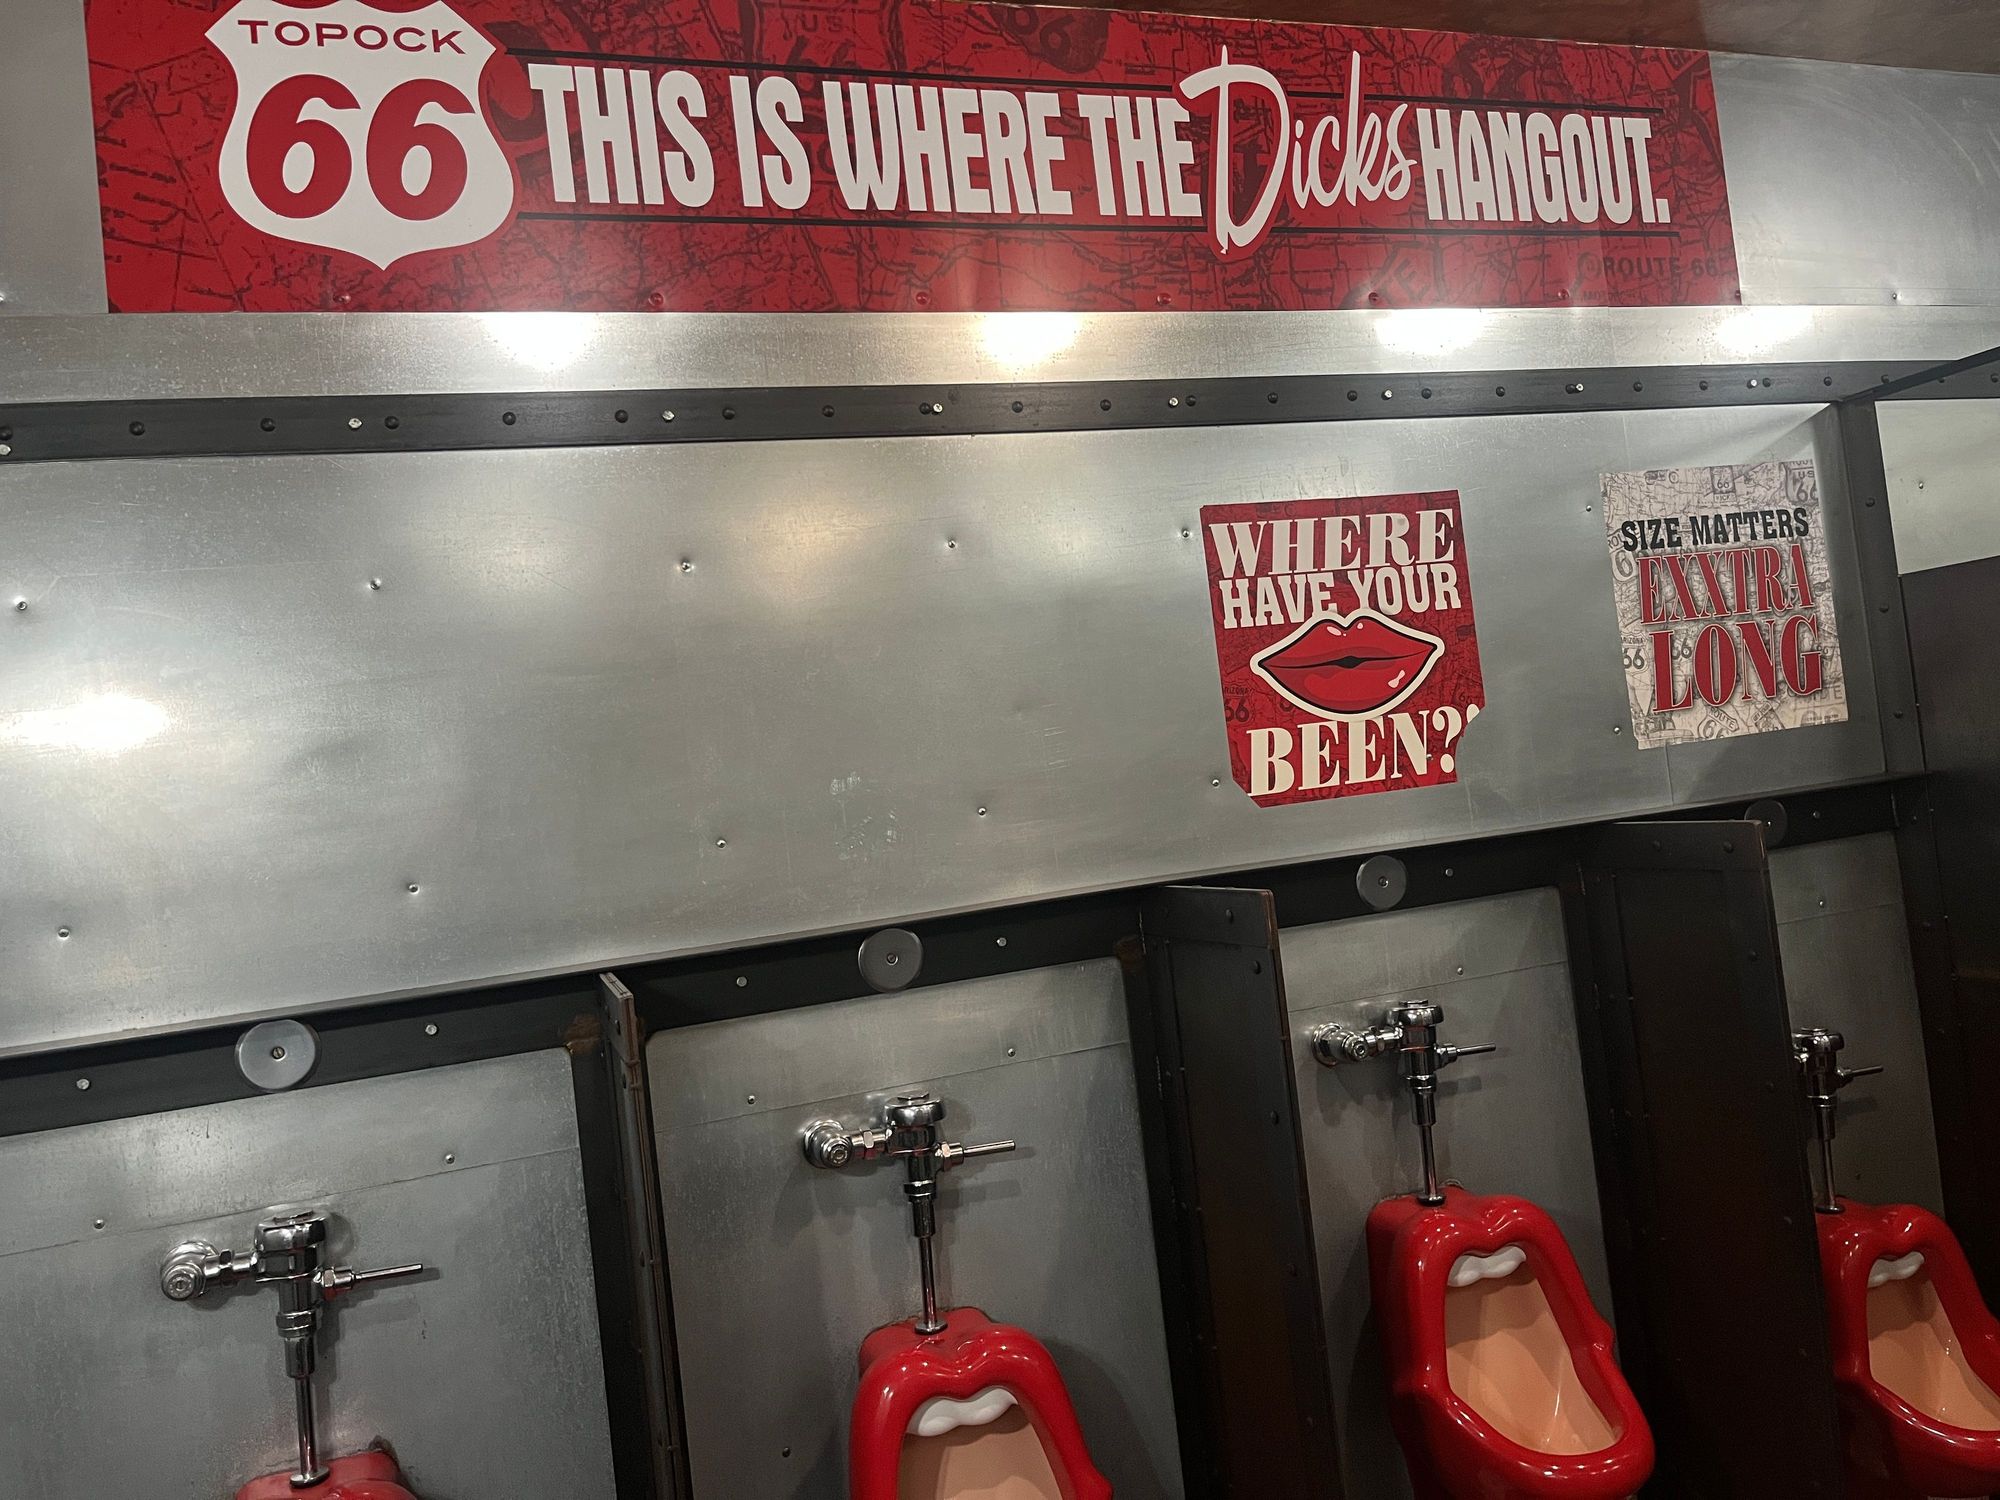 TOPOCK
66
THIS IS WHERE THE Dicks HANGOUT.
ROUTE 66
WHERE
HAVE YOUR
BEEN?
SIZE MATTERS
EXXTRA
LONG